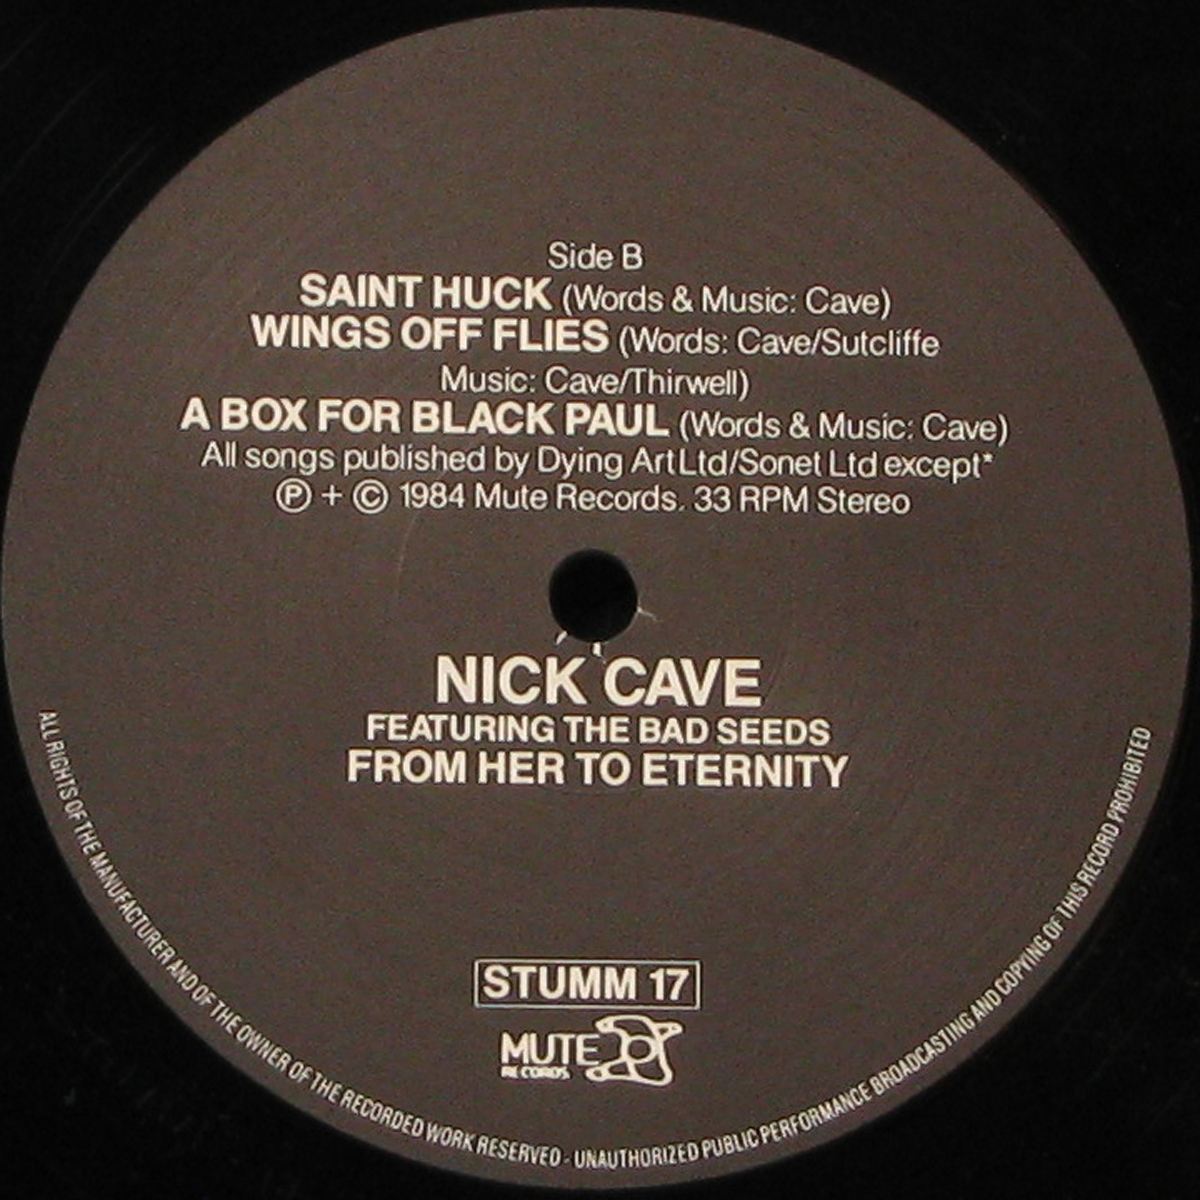 Side B
SAINT HUCK (Words & Music: Cave)
WINGS OFF FLIES (Words: Cave/Sutcliffe
Music: Cave/Thirwell)
A BOX FOR BLACK PAUL (Words & Music: Cave)
All songs published by Dying Art Ltd/Sonet Ltd except*
Ⓟ + © 1984 Mute Records. 33 RPM Stereo
NICK CAVE
FEATURING THE BAD SEEDS
FROM HER TO ETERNITY
STUMM 17
MUTE
RECORDS
ALL RIGHTS OF THE MANUFACTURER AND OF THE OWNER OF THE RECORDED WORK RESERVED - UNAUTHORIZED PUBLIC PERFORMANCE BROADCASTING AND COPYING OF THIS RECORD PROHIBITED